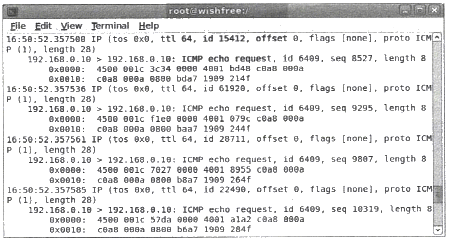 root@wishfree:/
File Edit View Terminal Help
16:50:52.357508 IP (tos 0x0, ttl 64, id 15412, offset 0, flags [none], proto ICM
P (1), length 28)
192.168.0.10 > 192.168.0.10: ICMP echo request, id 6409, seq 8527, length 8
0x0000: 4500 001c 3c34 0000 4001 bd48 c0a8 000a
0x0010: c0a8 000a 0800 bda7 1909 214f
16:50:52.357536 IP (tos 0x0, ttl 64, id 61920, offset 0, flags [none], proto ICM
P (1), length 28)
192.168.0.10 > 192.168.0.10: ICMP echo request, id 6409, seq 9295, length 8
0x0000: 4500 001c f1e0 0000 4001 079c c0a8 000a
0x0010: c0a8 000a 0800 baa7 1909 244f
16:50:52.357561 IP (tos 0x0, ttl 64, id 28711, offset 0, flags [none], proto ICM
P (1), length 28)
192.168.0.10 > 192.168.0.10: ICMP echo request, id 6409, seq 9807, length 8
0x0000: 4500 001c 7027 0000 4001 8955 c0a8 000a
0x0010: c0a8 000a 0800 b8a7 1909 264f
16:50:52.357585 IP (tos 0x0, ttl 64, id 22490, offset 0, flags [none], proto ICM
P (1), length 28)
192.168.0.10 > 192.168.0.10: ICMP echo request, id 6409, seq 10319, length 8
0x0000: 4500 001c 57da 0000 4001 a1a2 c0a8 000a
0x0010: c0a8 000a 0800 b6a7 1909 284f